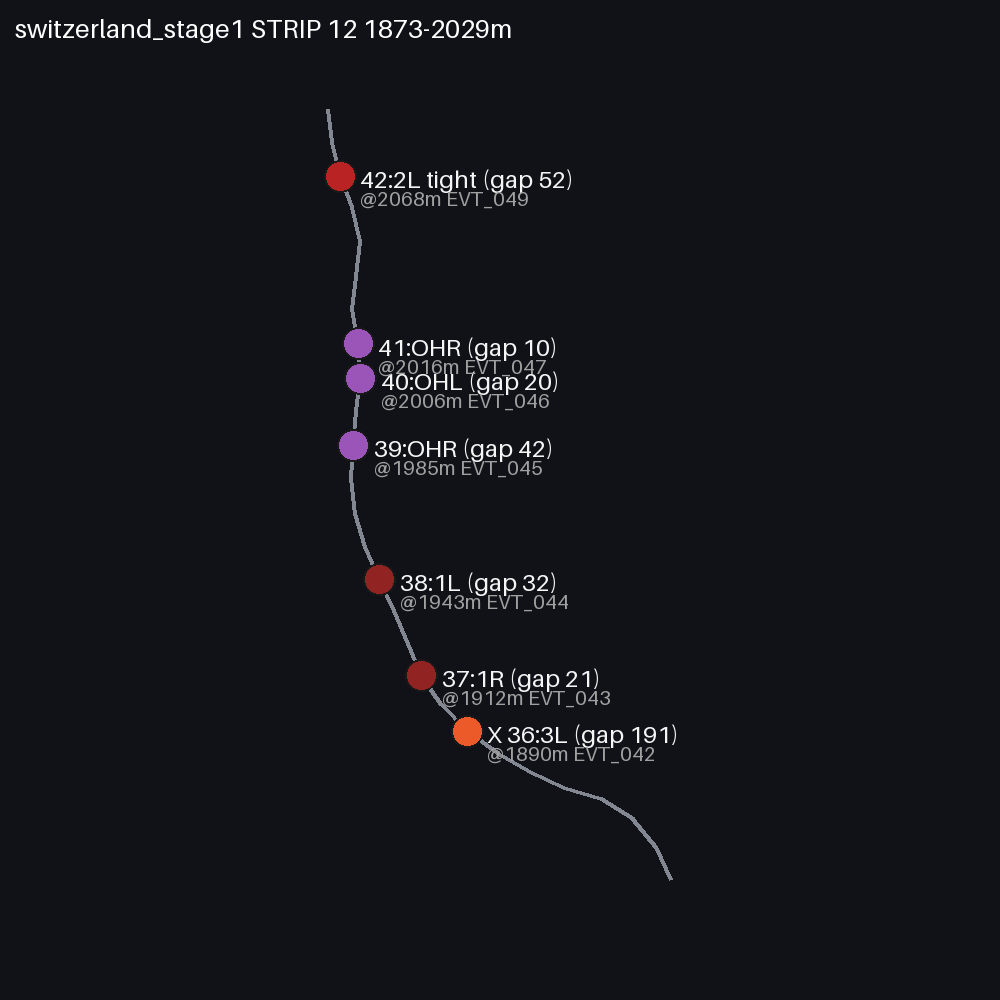 switzerland_stage1 STRIP 12 1873-2029m
42:2L tight (gap 52)
@2068m EVT_049
41:OHR (gap 10)
@2016m EVT_047
40:OHL (gap 20)
@2006m EVT_046
39:OHR (gap 42)
@1985m EVT_045
38:1L (gap 32)
@1943m EVT_044
37:1R (gap 21)
@1912m EVT_043
X 36:3L (gap 191)
@1890m EVT_042